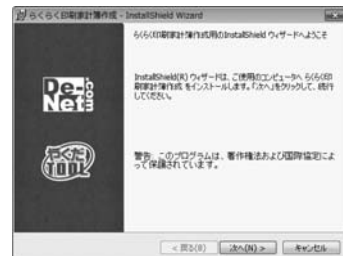 らくらく印刷家計簿作成 - InstallShield Wizard
らくらく印刷家計簿作成用のInstallShield ウィザードへようこそ
De-Net.com
InstallShield(R) ウィザードは、ご使用のコンピュータへ らくらく印
刷家計簿作成 をインストールします。「次へ」をクリックして、続行
してください。
やくだつ
TOOL
警告: このプログラムは、著作権法および国際協定によ
って保護されています。
< 戻る(B)
次へ(N) >
キャンセル